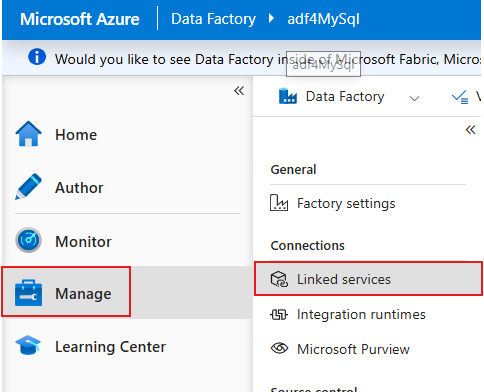 Microsoft Azure Data Factory adf4MySql
Would you like to see Data Factory inside of Microsoft Fabric, Micros
adf4MySql
Home
Author
Monitor
Manage
Learning Center
Data Factory
General
Factory settings
Connections
Linked services
Integration runtimes
Microsoft Purview
Source control